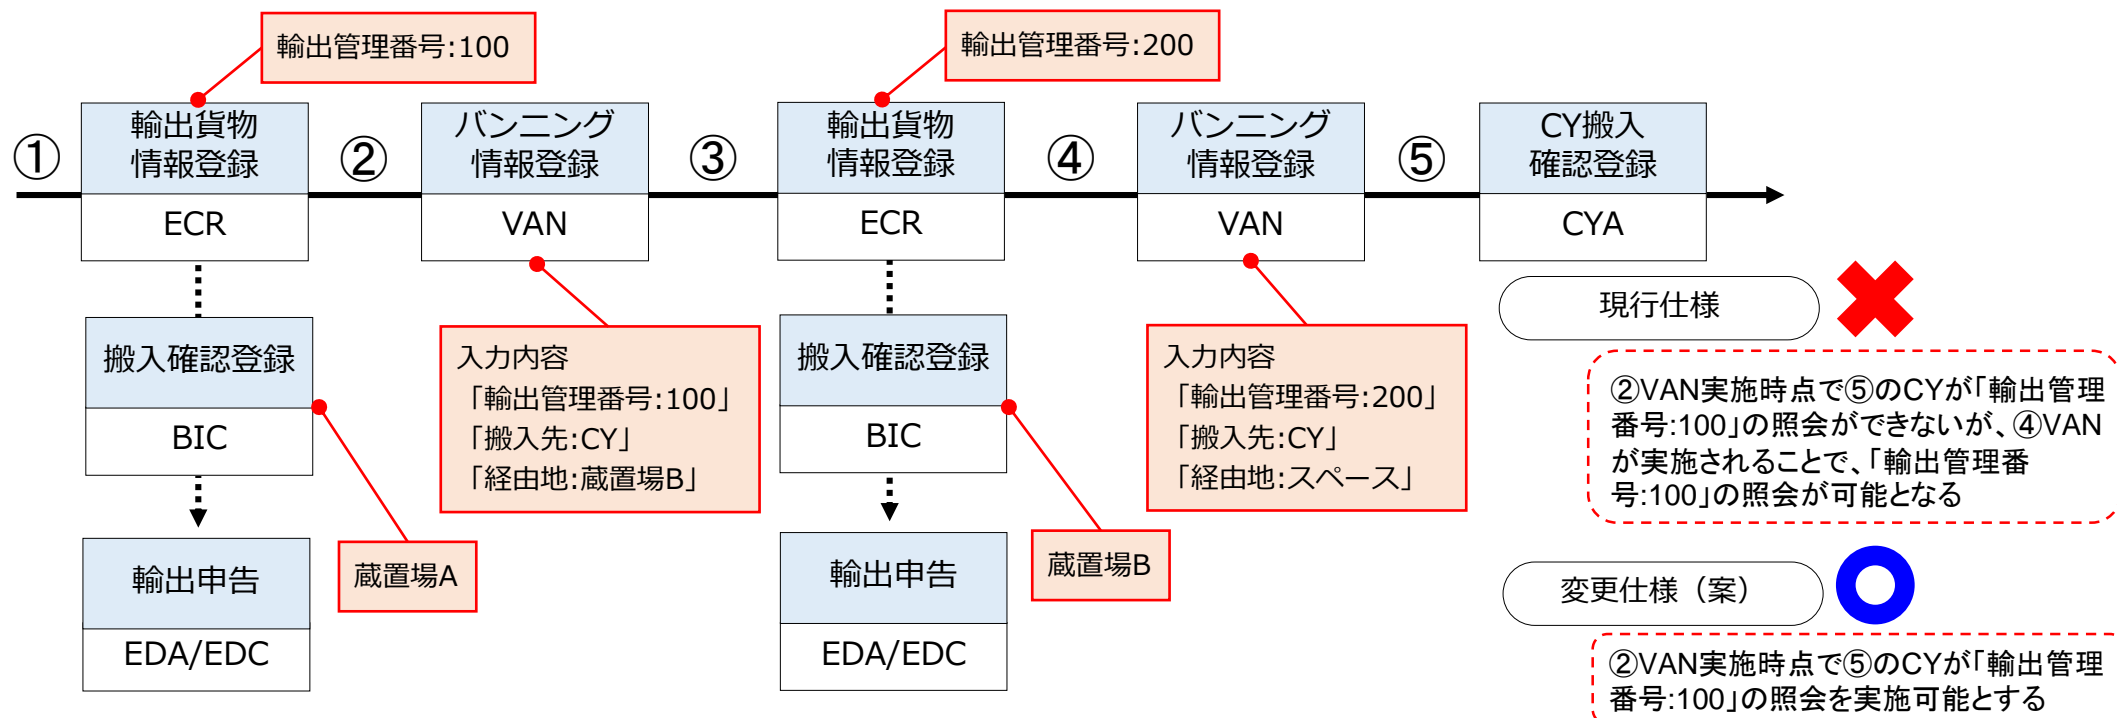 輸出管理番号:100
輸出管理番号:200
①
輸出貨物
情報登録
ECR
②
バンニング
情報登録
VAN
③
輸出貨物
情報登録
ECR
④
バンニング
情報登録
VAN
⑤
CY搬入
確認登録
CYA
搬入確認登録
BIC
輸出申告
EDA/EDC
蔵置場A
入力内容
「輸出管理番号:100」
「搬入先:CY」
「経由地:蔵置場B」
搬入確認登録
BIC
輸出申告
EDA/EDC
蔵置場B
入力内容
「輸出管理番号:200」
「搬入先:CY」
「経由地:スペース」
現行仕様
②VAN実施時点で⑤のCYが「輸出管理
番号:100」の照会ができないが、④VAN
が実施されることで、「輸出管理番
号:100」の照会が可能となる
変更仕様（案）
②VAN実施時点で⑤のCYが「輸出管理
番号:100」の照会を実施可能とする